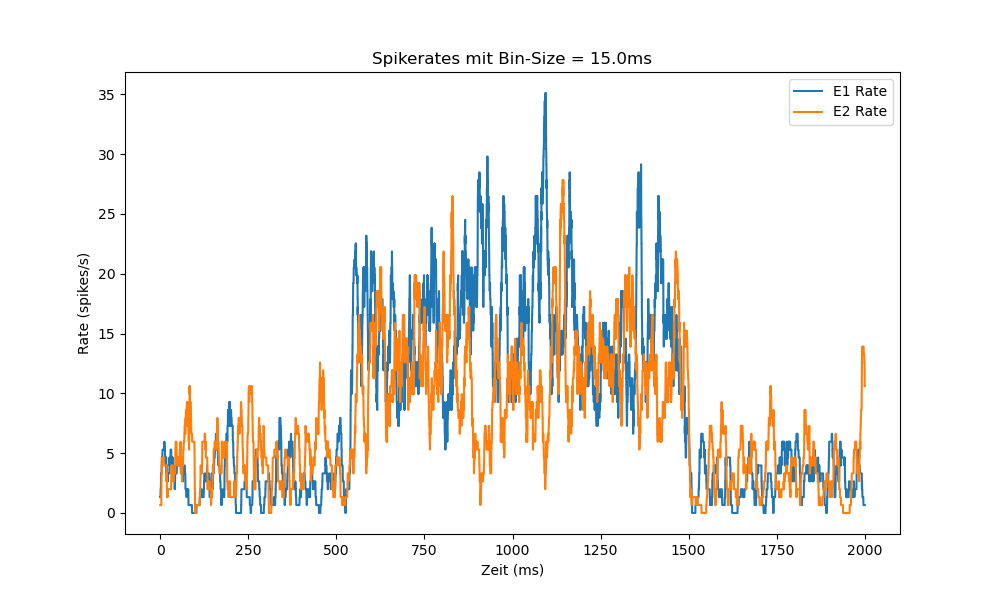 Spikerates mit Bin-Size = 15.0ms
E1 Rate
E2 Rate
Rate (spikes/s)
35
30
25
20
15
10
5
0
0 250 500 750 1000 1250 1500 1750 2000
Zeit (ms)